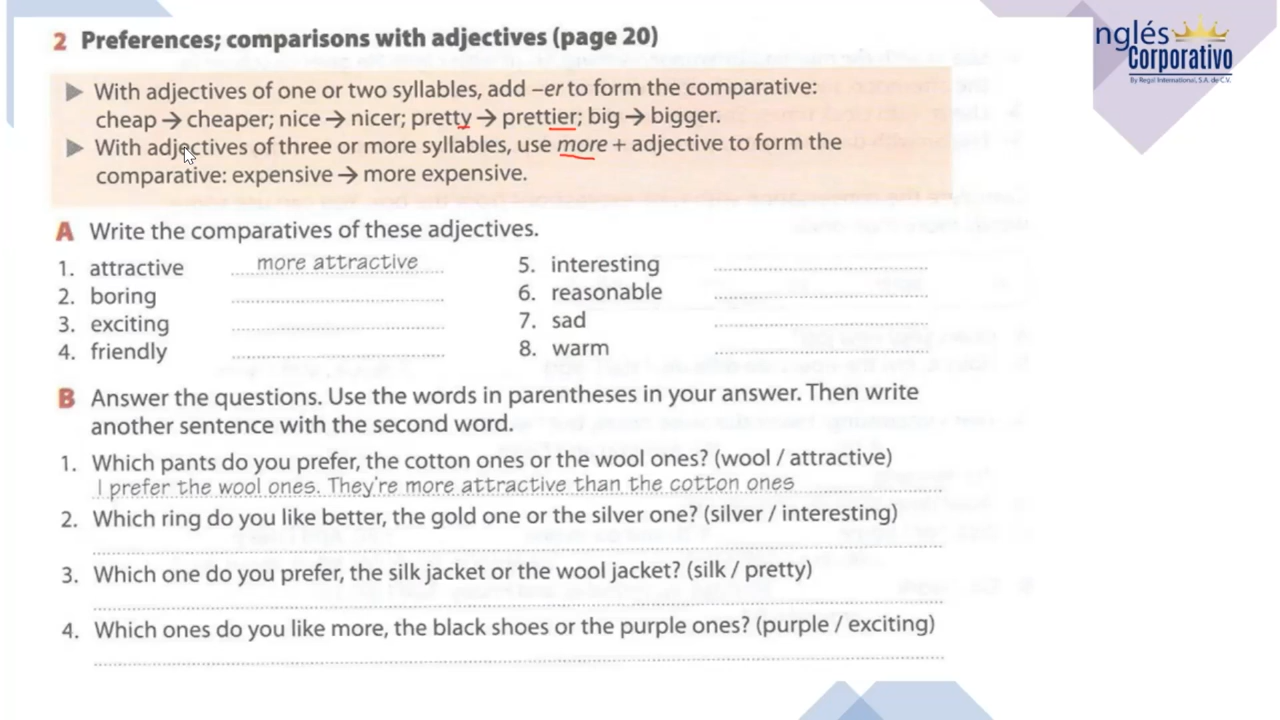 nglés
Corporativo
By Regal International, S.A. de C.V.
2 Preferences; comparisons with adjectives (page 20)
▶ With adjectives of one or two syllables, add –er to form the comparative:
cheap → cheaper; nice → nicer; pretty → prettier; big → bigger.
▶ With adjectives of three or more syllables, use more + adjective to form the
comparative: expensive → more expensive.
A Write the comparatives of these adjectives.
1. attractive more attractive
2. boring
3. exciting
4. friendly
5. interesting
6. reasonable
7. sad
8. warm
B Answer the questions. Use the words in parentheses in your answer. Then write
another sentence with the second word.
1. Which pants do you prefer, the cotton ones or the wool ones? (wool / attractive)
I prefer the wool ones. They're more attractive than the cotton ones
2. Which ring do you like better, the gold one or the silver one? (silver / interesting)
3. Which one do you prefer, the silk jacket or the wool jacket? (silk / pretty)
4. Which ones do you like more, the black shoes or the purple ones? (purple / exciting)